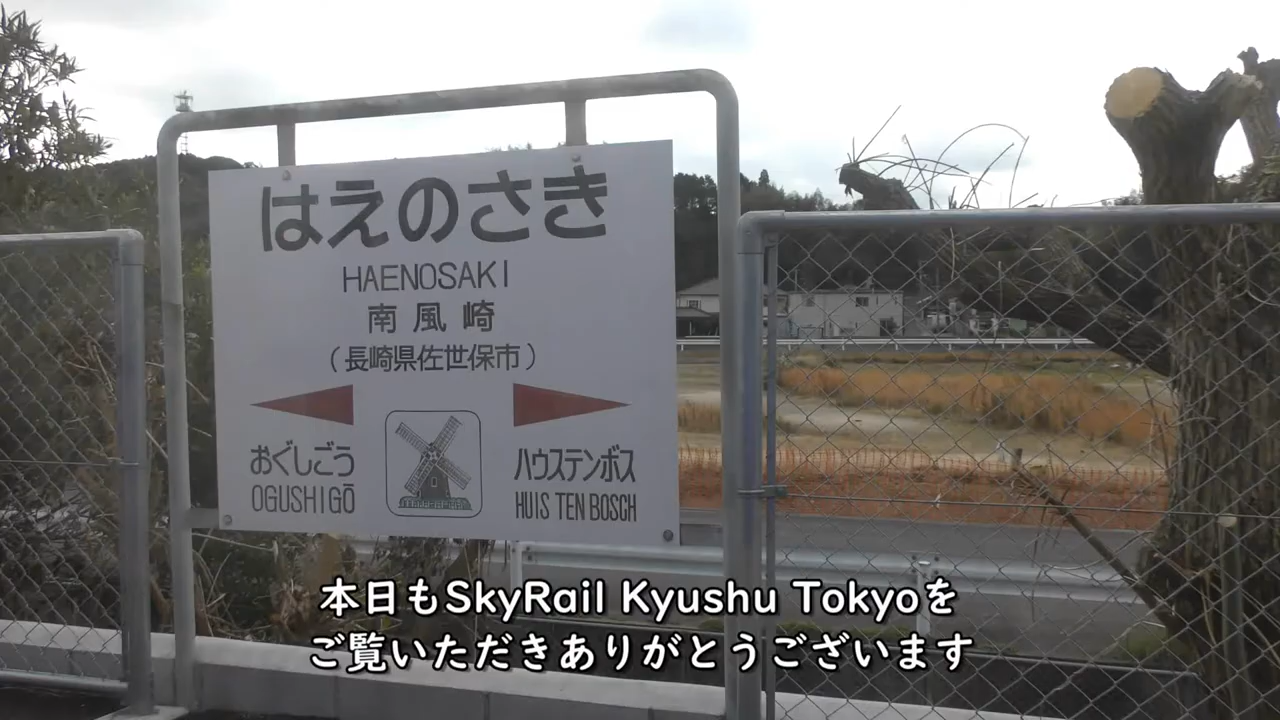 はえのさき
HAENOSAKI
南風崎
(長崎県佐世保市)
おぐしごう
OGUSHIGŌ
ハウステンボス
HUIS TEN BOSCH
本日もSkyRail Kyushu Tokyoを
ご覧いただきありがとうございます